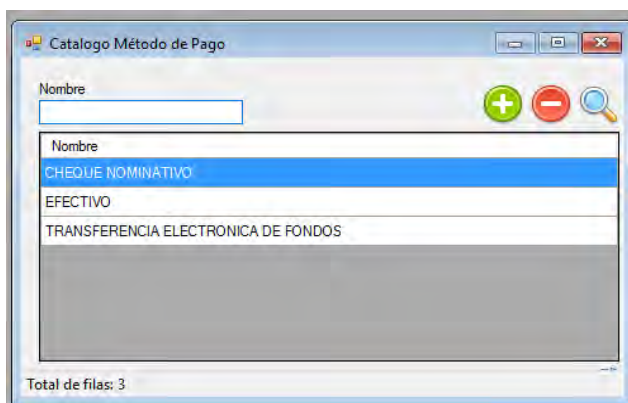 Catalogo Método de Pago
Nombre
Nombre
CHEQUE NOMINATIVO
EFECTIVO
TRANSFERENCIA ELECTRONICA DE FONDOS
Total de filas: 3